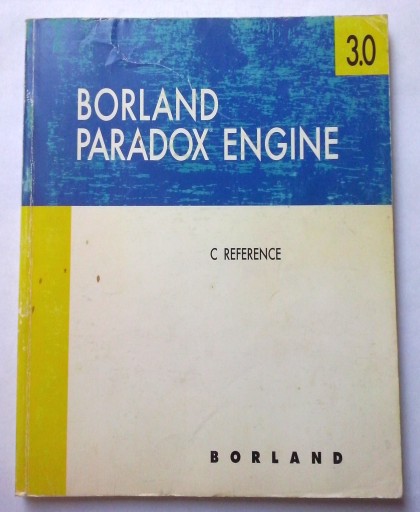 3.0
BORLAND
PARADOX ENGINE
C REFERENCE
BORLAND